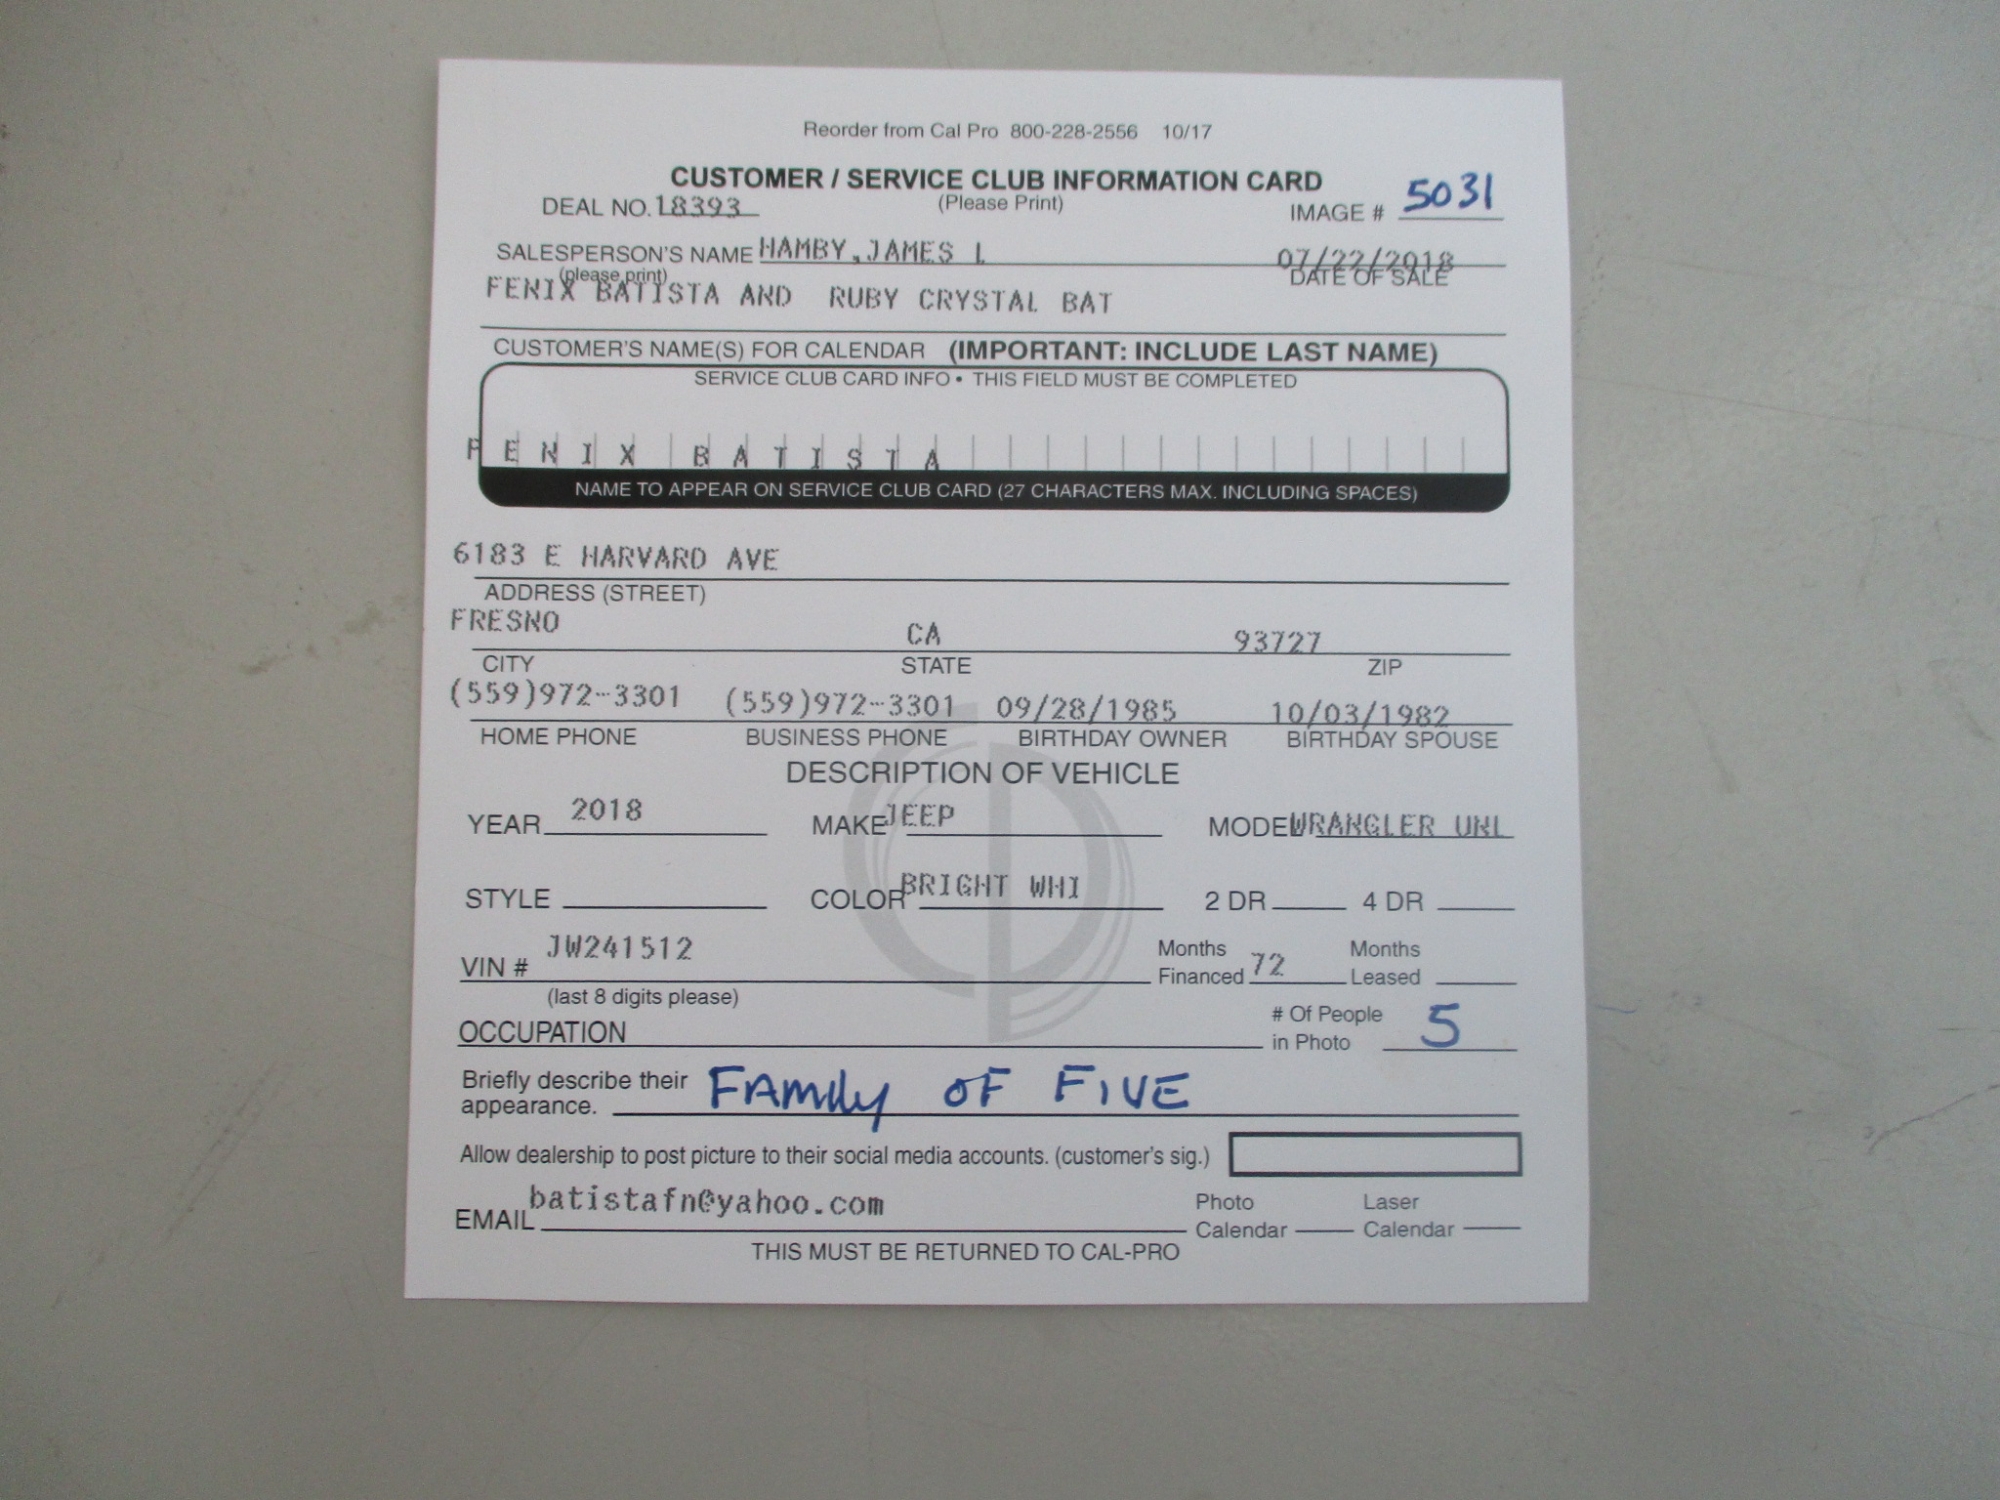 Reorder from Cal Pro 800-228-2556 10/17
CUSTOMER / SERVICE CLUB INFORMATION CARD
DEAL NO. 18393 (Please Print) IMAGE # 5031
SALESPERSON'S NAME HAMBY,JAMES L 07/22/2018
(please print) DATE OF SALE
FENIX BATISTA AND RUBY CRYSTAL BAT
CUSTOMER'S NAME(S) FOR CALENDAR (IMPORTANT: INCLUDE LAST NAME)
SERVICE CLUB CARD INFO • THIS FIELD MUST BE COMPLETED
FENIX BATISTA
NAME TO APPEAR ON SERVICE CLUB CARD (27 CHARACTERS MAX. INCLUDING SPACES)
6183 E HARVARD AVE
ADDRESS (STREET)
FRESNO CA 93727
CITY STATE ZIP
(559)972-3301 (559)972-3301 09/28/1985 10/03/1982
HOME PHONE BUSINESS PHONE BIRTHDAY OWNER BIRTHDAY SPOUSE
DESCRIPTION OF VEHICLE
YEAR 2018 MAKE JEEP MODEL WRANGLER UNL
STYLE COLOR BRIGHT WHI 2 DR 4 DR
VIN # JW241512 Months Financed 72 Months Leased
(last 8 digits please)
OCCUPATION # Of People in Photo 5
Briefly describe their appearance. FAMily OF FIVE
Allow dealership to post picture to their social media accounts. (customer's sig.)
EMAIL batistafn@yahoo.com Photo Calendar Laser Calendar
THIS MUST BE RETURNED TO CAL-PRO